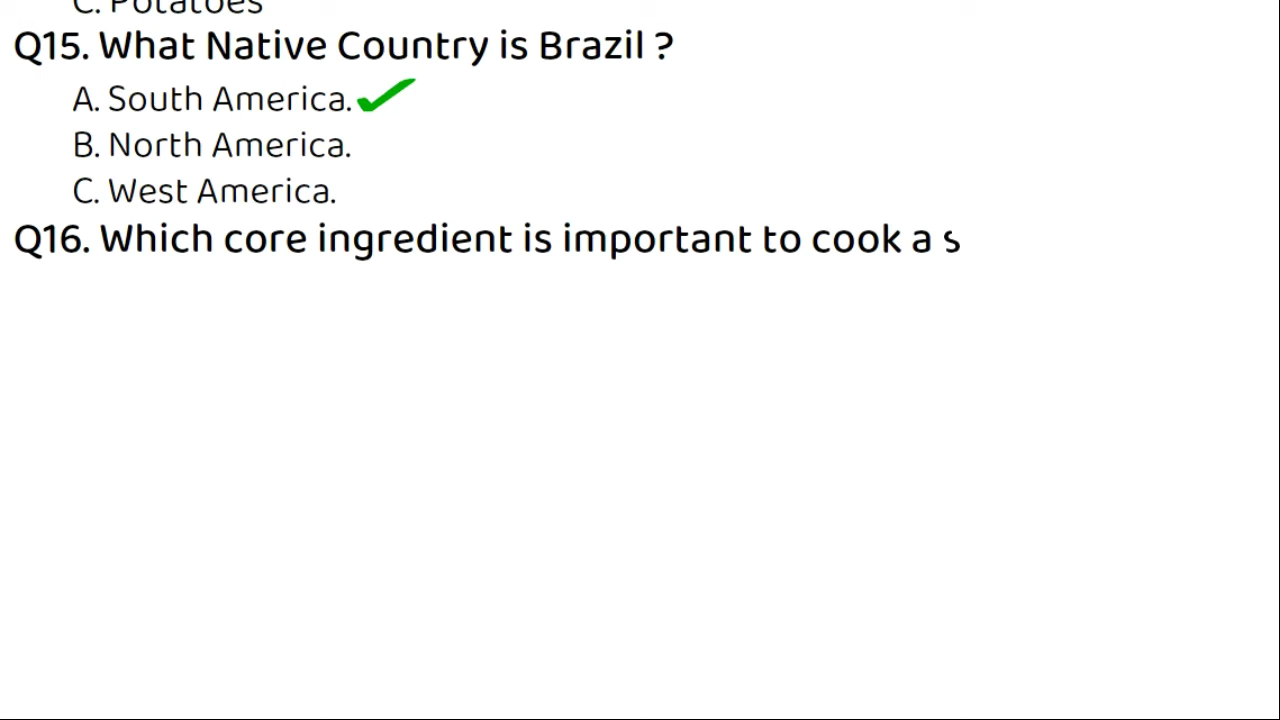 C. Potatoes
Q15. What Native Country is Brazil ?
A. South America.
B. North America.
C. West America.
Q16. Which core ingredient is important to cook a s